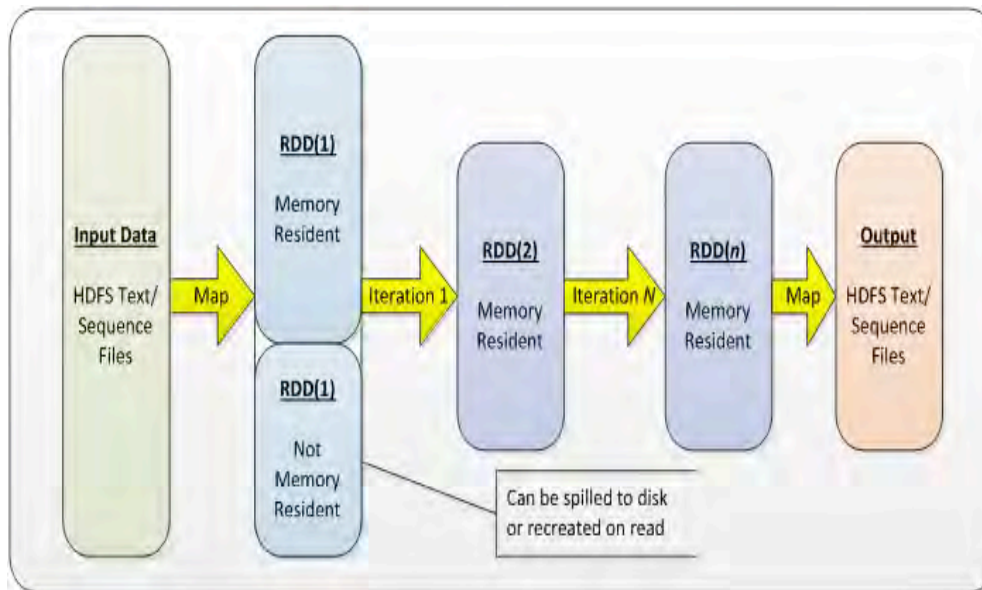 Input Data
HDFS Text/
Sequence
Files
Map
RDD(1)
Memory
Resident
RDD(1)
Not
Memory
Resident
Iteration 1
RDD(2)
Memory
Resident
Iteration N
RDD(n)
Memory
Resident
Map
Output
HDFS Text/
Sequence
Files
Can be spilled to disk
or recreated on read